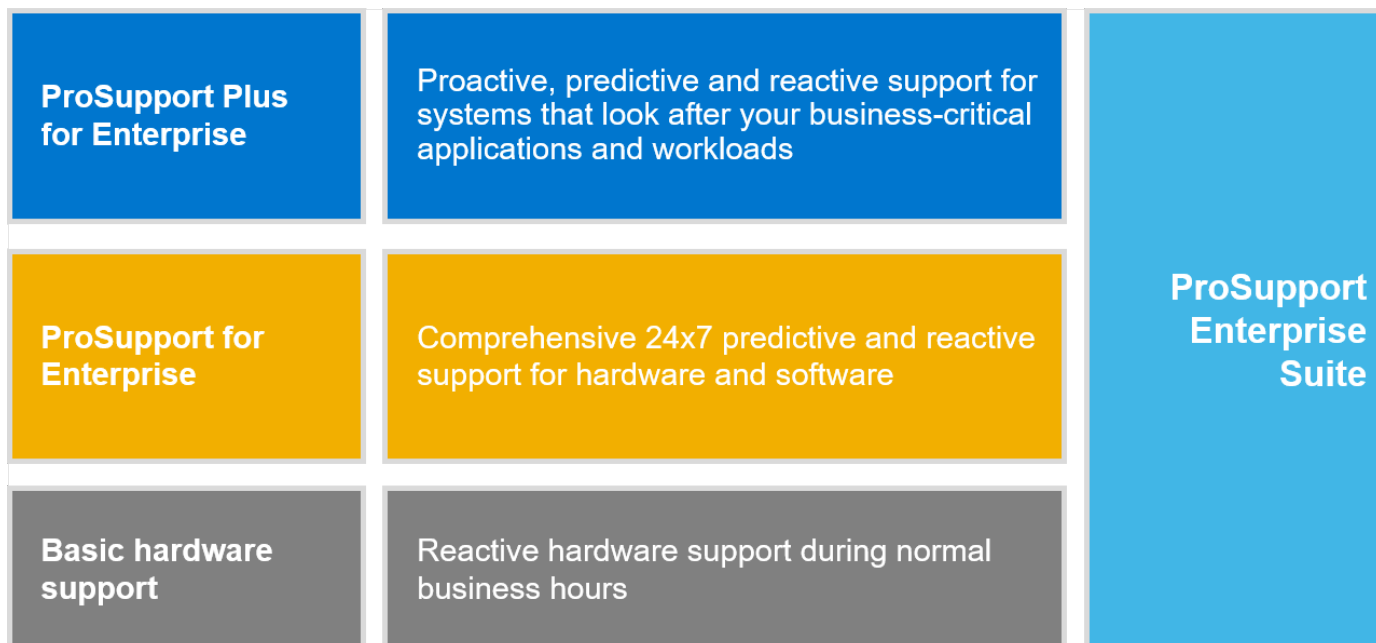 ProSupport Plus
for Enterprise
Proactive, predictive and reactive support for
systems that look after your business-critical
applications and workloads
ProSupport for
Enterprise
Comprehensive 24x7 predictive and reactive
support for hardware and software
Basic hardware
support
Reactive hardware support during normal
business hours
ProSupport
Enterprise
Suite